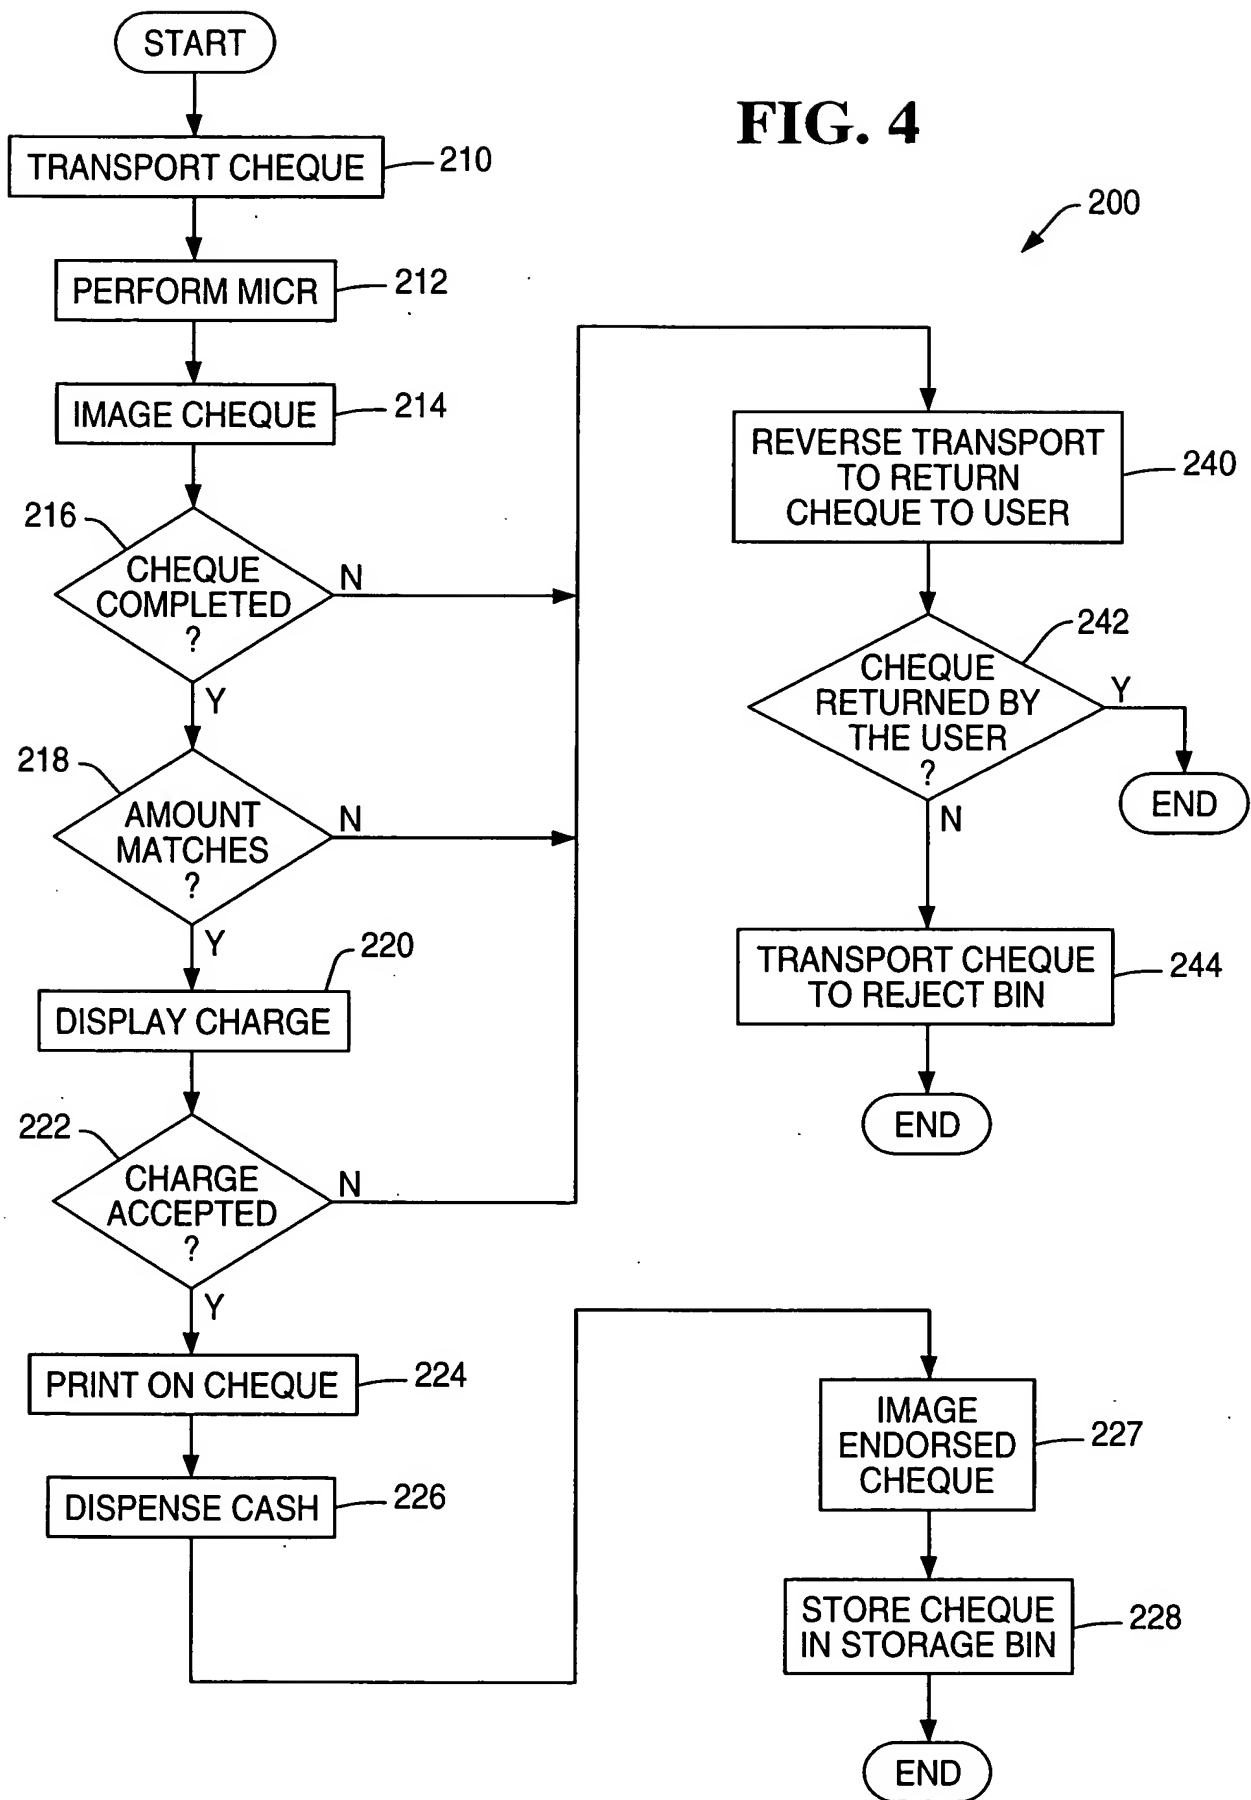 START
FIG. 4
TRANSPORT CHEQUE
210
200
PERFORM MICR
212
IMAGE CHEQUE
214
216
CHEQUE
COMPLETED
?
N
Y
218
AMOUNT
MATCHES
?
N
Y
220
DISPLAY CHARGE
222
CHARGE
ACCEPTED
?
N
Y
PRINT ON CHEQUE
224
DISPENSE CASH
226
REVERSE TRANSPORT
TO RETURN
CHEQUE TO USER
240
242
CHEQUE
RETURNED BY
THE USER
?
Y
END
N
TRANSPORT CHEQUE
TO REJECT BIN
244
END
IMAGE
ENDORSED
CHEQUE
227
STORE CHEQUE
IN STORAGE BIN
228
END